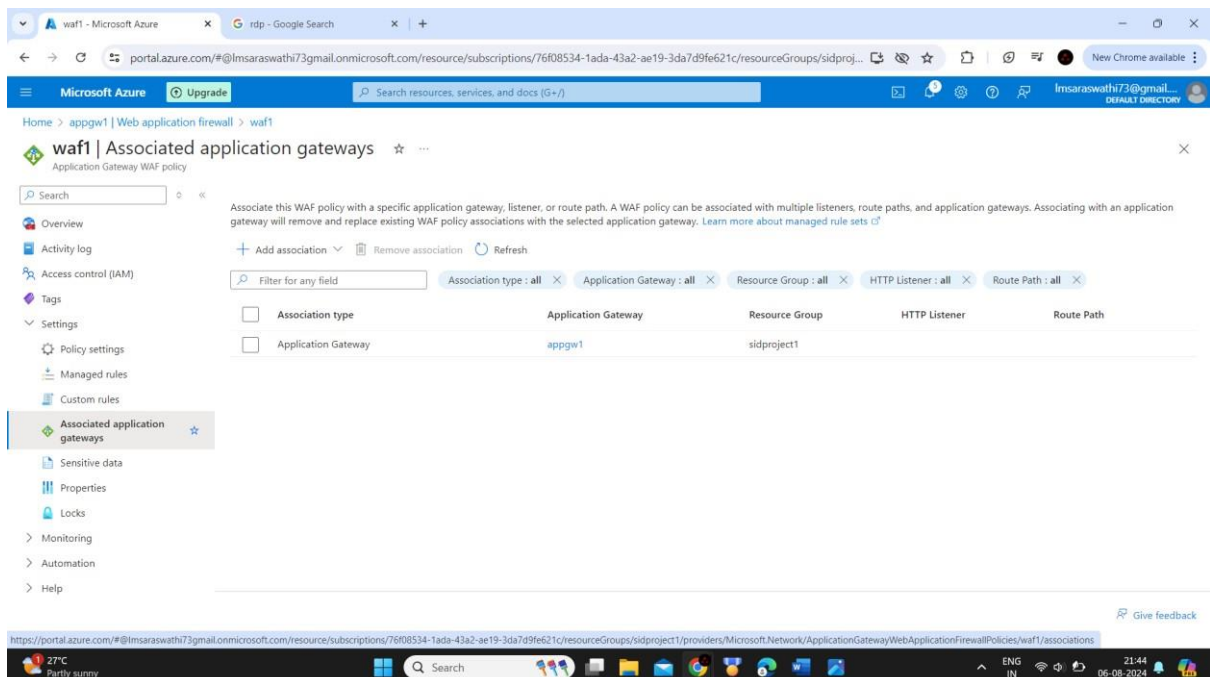 waf1 - Microsoft Azure
rdp - Google Search
portal.azure.com/#@lmsaraswathi73gmail.onmicrosoft.com/resource/subscriptions/76f08534-1ada-43a2-ae19-3da7d9fe621c/resourceGroups/sidproj...
New Chrome available
Microsoft Azure
Upgrade
Search resources, services, and docs (G+/)
5
lmsaraswathi73@gmail....
DEFAULT DIRECTORY
Home > appgw1 | Web application firewall > waf1
waf1 | Associated application gateways
Application Gateway WAF policy
Search
Overview
Activity log
Access control (IAM)
Tags
Settings
Policy settings
Managed rules
Custom rules
Associated application
gateways
Sensitive data
Properties
Locks
Monitoring
Automation
Help
Associate this WAF policy with a specific application gateway, listener, or route path. A WAF policy can be associated with multiple listeners, route paths, and application gateways. Associating with an application
gateway will remove and replace existing WAF policy associations with the selected application gateway. Learn more about managed rule sets
Add association
Remove association
Refresh
Filter for any field
Association type : all
Application Gateway : all
Resource Group : all
HTTP Listener : all
Route Path : all
Association type Application Gateway Resource Group HTTP Listener Route Path
Application Gateway appgw1 sidproject1
Give feedback
https://portal.azure.com/#@lmsaraswathi73gmail.onmicrosoft.com/resource/subscriptions/76f08534-1ada-43a2-ae19-3da7d9fe621c/resourceGroups/sidproject1/providers/Microsoft.Network/ApplicationGatewayWebApplicationFirewallPolicies/waf1/associations
1
27°C
Partly sunny
Search
ENG
IN
21:44
06-08-2024